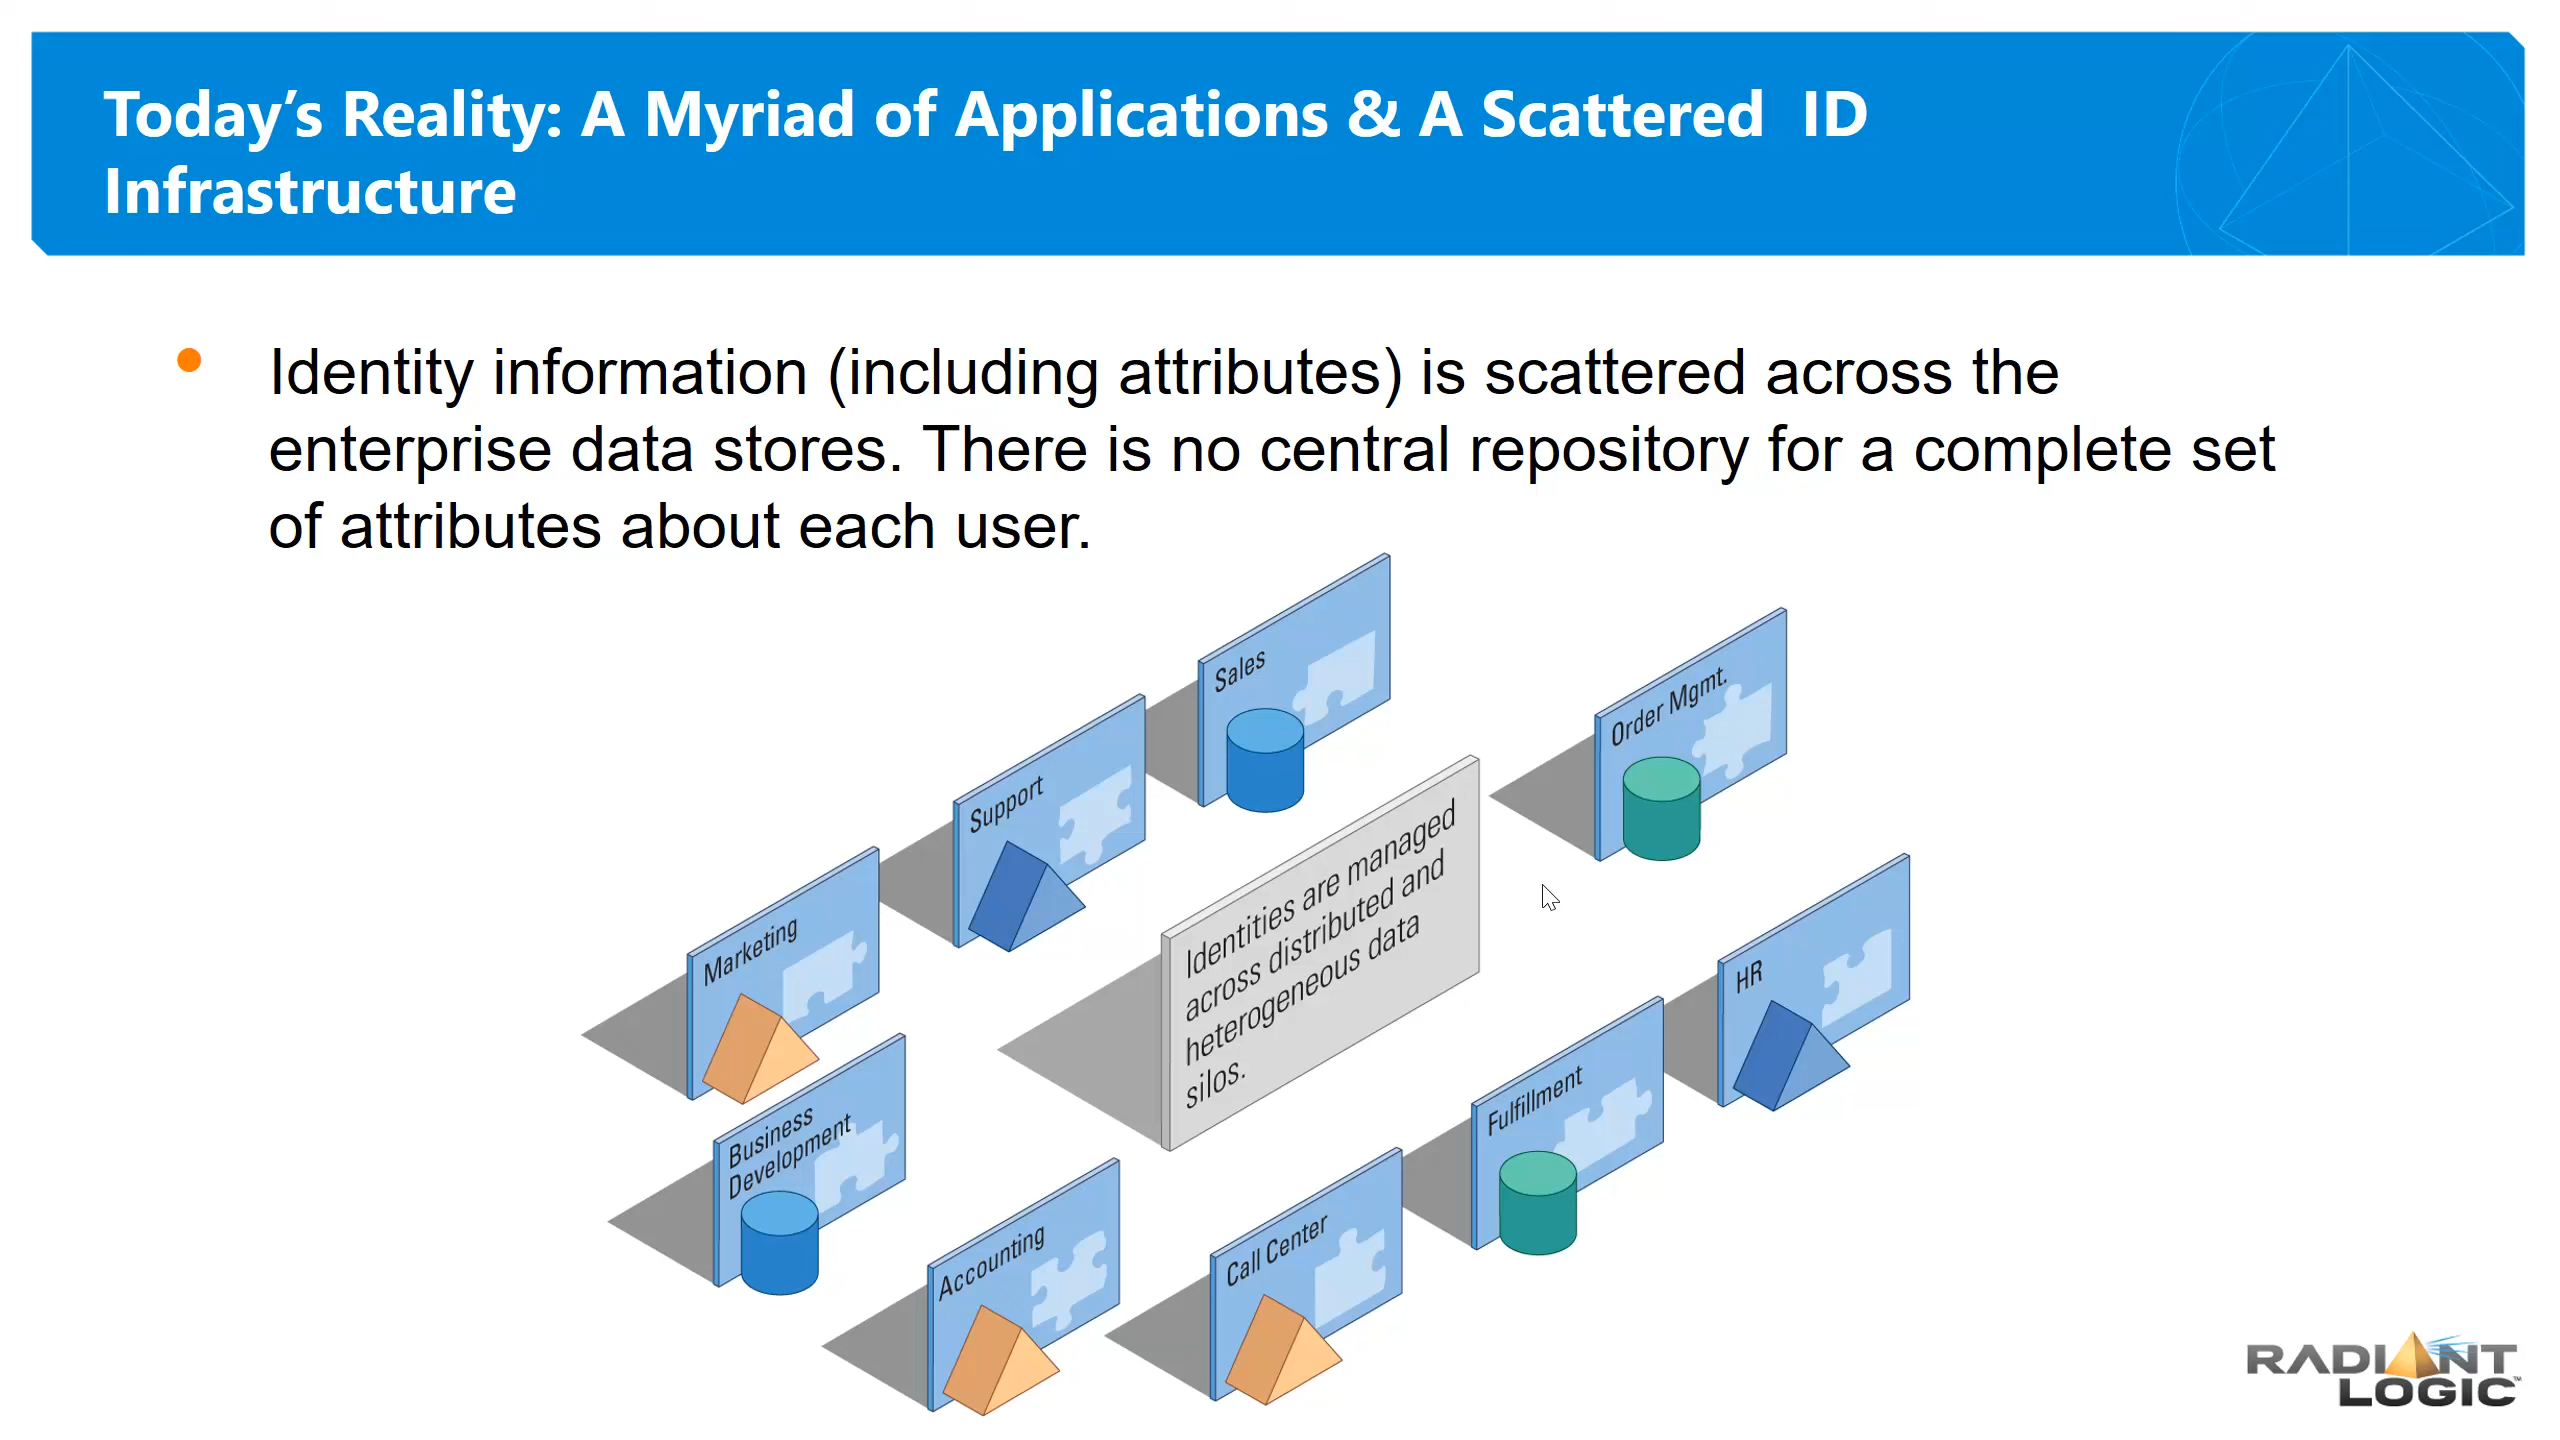 Today’s Reality: A Myriad of Applications & A Scattered  ID
Infrastructure
• Identity information (including attributes) is scattered across the
enterprise data stores. There is no central repository for a complete set
of attributes about each user.
Sales
Order Mgmt.
Support
Marketing
Identities are managed
across distributed and
heterogeneous data
silos.
HR
Business
Development
Fulfillment
Accounting
Call Center
RADIANT
LOGIC™